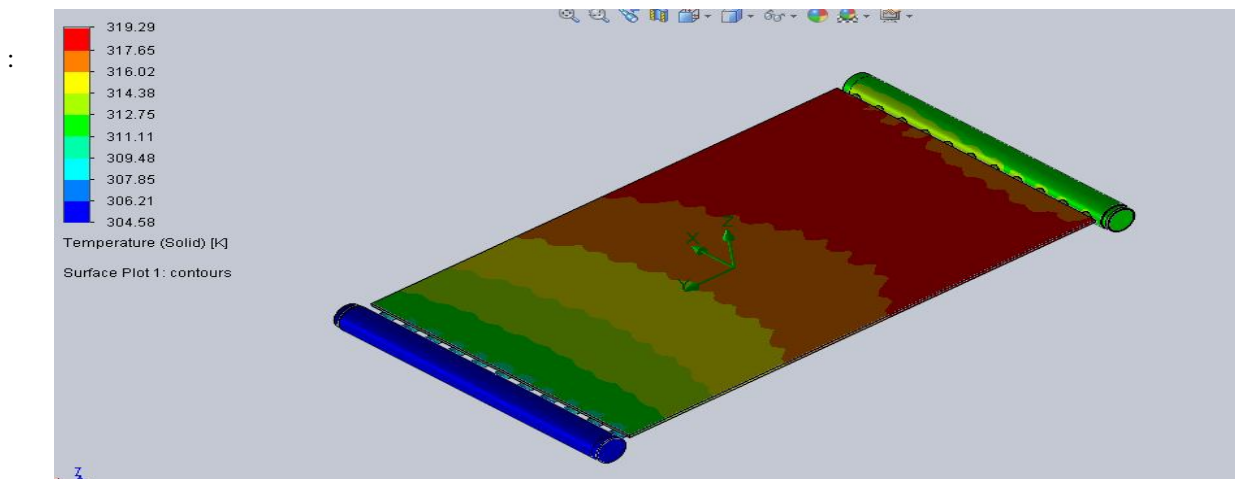 :
319.29
317.65
316.02
314.38
312.75
311.11
309.48
307.85
306.21
304.58
Temperature (Solid) [K]
Surface Plot 1: contours
X
Z
Y
Z